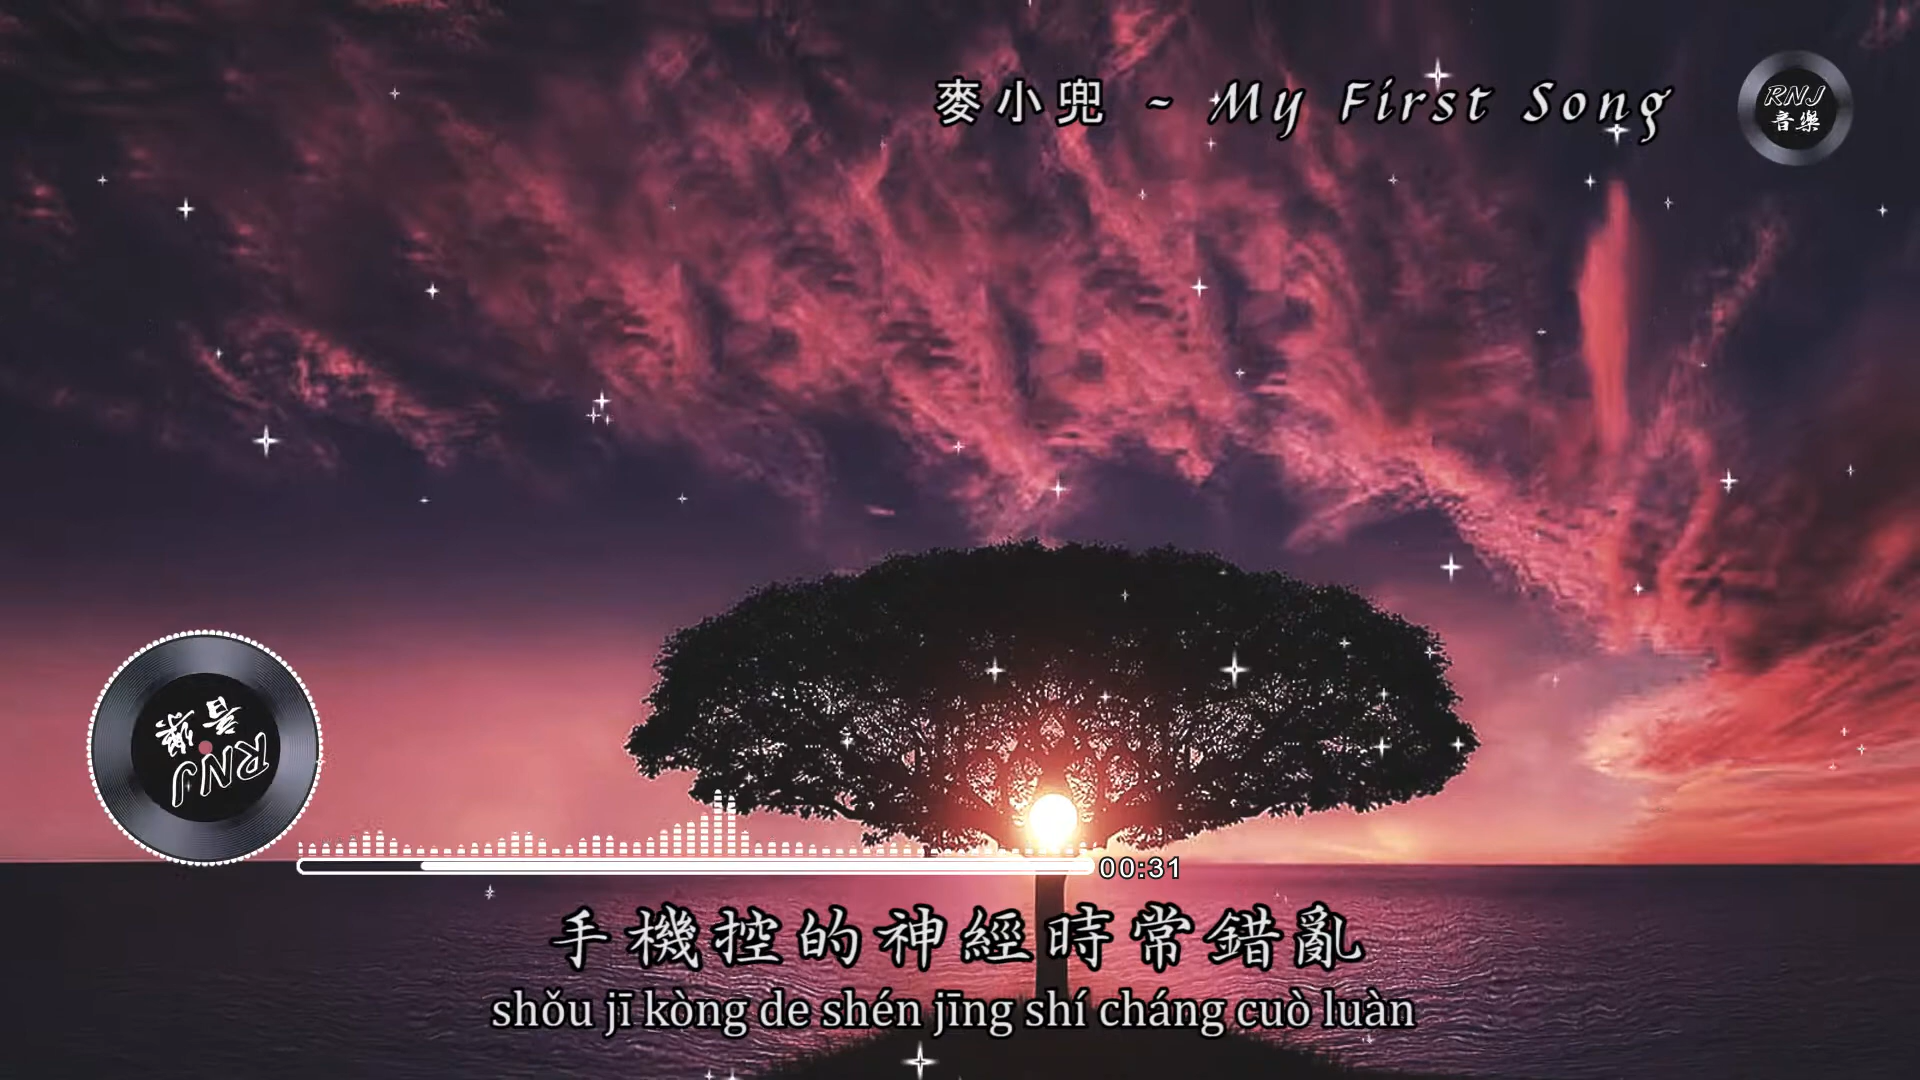 麥小兜 ~ My First Song
RNJ
音樂
音樂
RNJ
00:31
手機控的神經時常錯亂
shǒu jī kòng de shén jīng shí cháng cuò luàn